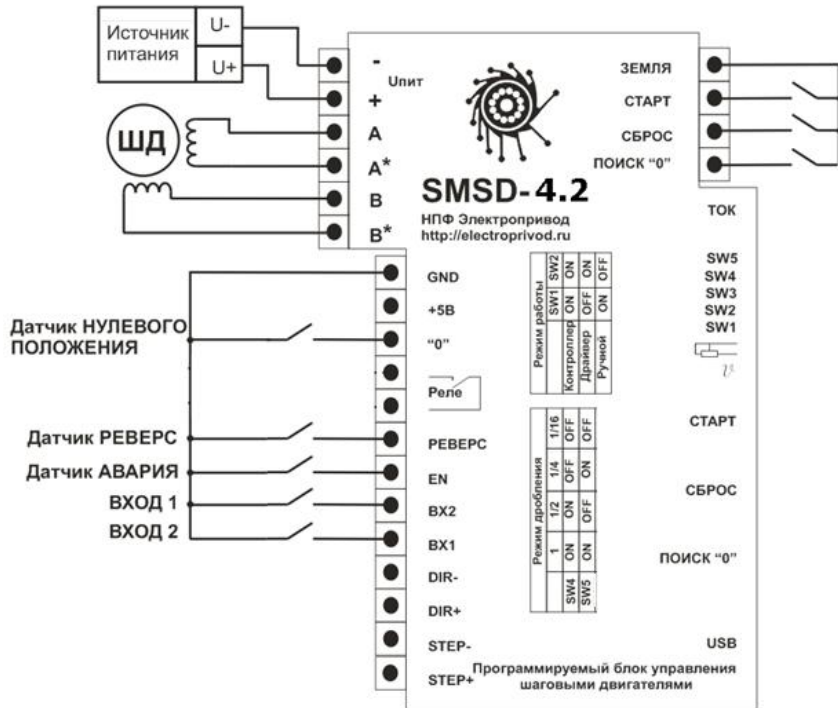 Источник
питания
U-
U+
ШД
-
Uпит
+
A
A*
B
B*
SMSD-4.2
НПФ Электропривод
http://electroprivod.ru
ЗЕМЛЯ
СТАРТ
СБРОС
ПОИСК “0”
ТОК
SW5
SW4
SW3
SW2
SW1
СТАРТ
СБРОС
ПОИСК “0”
USB
Датчик НУЛЕВОГО
ПОЛОЖЕНИЯ
Датчик РЕВЕРС
Датчик АВАРИЯ
ВХОД 1
ВХОД 2
GND
+5В
“0”
Реле
РЕВЕРС
EN
ВХ2
ВХ1
DIR-
DIR+
STEP-
STEP+
Режим работы
SW1 SW2
Контроллер ON ON
Драйвер OFF ON
Ручной ON OFF
Режим дробления
1 1/2 1/4 1/16
SW4 ON ON OFF OFF
SW5 ON OFF ON OFF
Программируемый блок управления
шаговыми двигателями